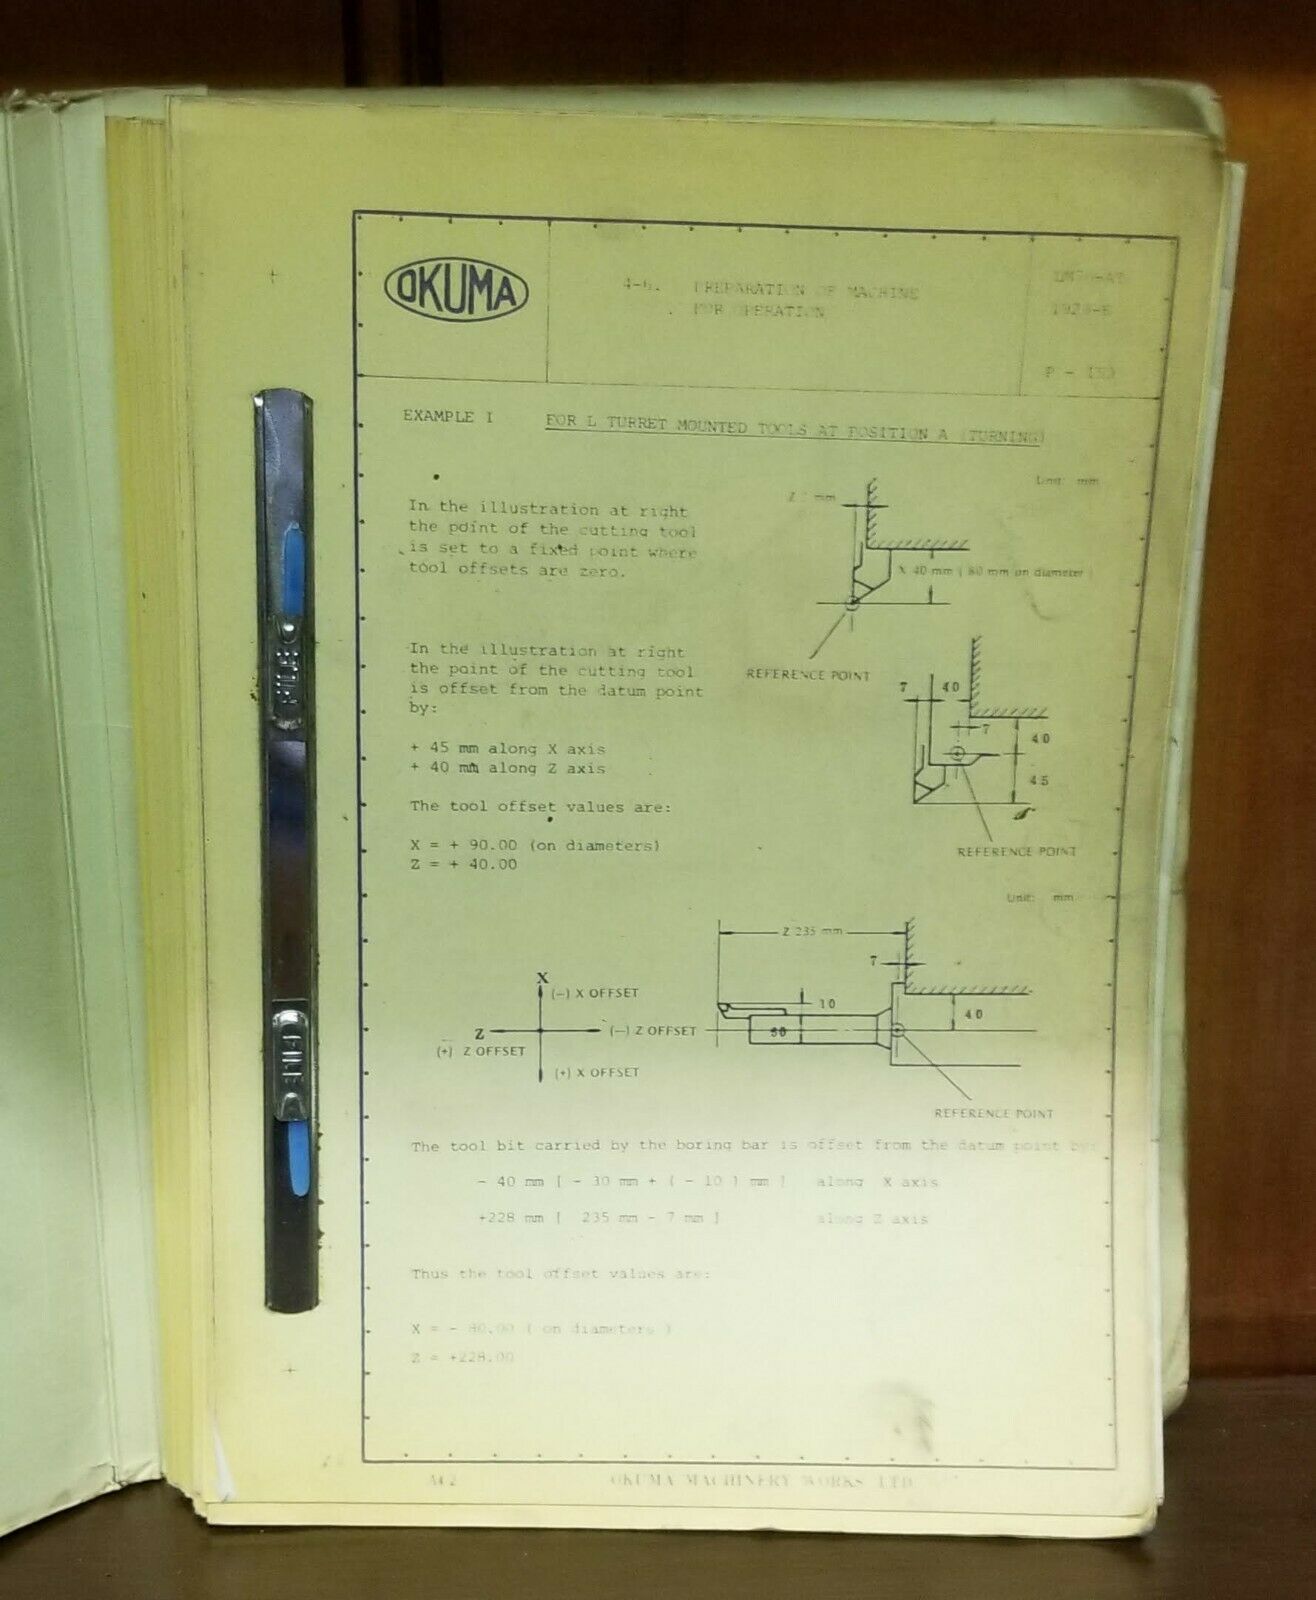 OKUMA
4-6. PREPARATION OF MACHINE
FOR OPERATION
P -
EXAMPLE I FOR L TURRET MOUNTED TOOLS AT POSITION A (TURNING)
Unit: mm
In the illustration at right
the point of the cutting tool
is set to a fixed point where
tool offsets are zero.
Z 7 mm
X 40 mm ( 80 mm on diameter )
REFERENCE POINT
In the illustration at right
the point of the cutting tool
is offset from the datum point
by:
+ 45 mm along X axis
+ 40 mm along Z axis
The tool offset values are:
X = + 90.00 (on diameters)
Z = + 40.00
7 40
7
40
45
REFERENCE POINT
Unit: mm
Z 235 mm
7
10
40
X
(-) X OFFSET
Z
(-) Z OFFSET
(+) Z OFFSET
(+) X OFFSET
REFERENCE POINT
The tool bit carried by the boring bar is offset from the datum point by:
- 40 mm [ - 30 mm + ( - 10 ) mm ] along X axis
+228 mm [ 235 mm - 7 mm ] along Z axis
Thus the tool offset values are:
X = - 80.00 ( on diameters )
Z = +228.00
OKUMA MACHINERY WORKS LTD
FILE
FILE